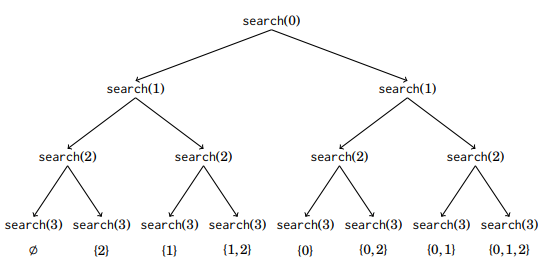 search(0)
search(1) search(1)
search(2) search(2) search(2) search(2)
search(3) search(3) search(3) search(3) search(3) search(3) search(3) search(3)
∅ {2} {1} {1,2} {0} {0,2} {0,1} {0,1,2}